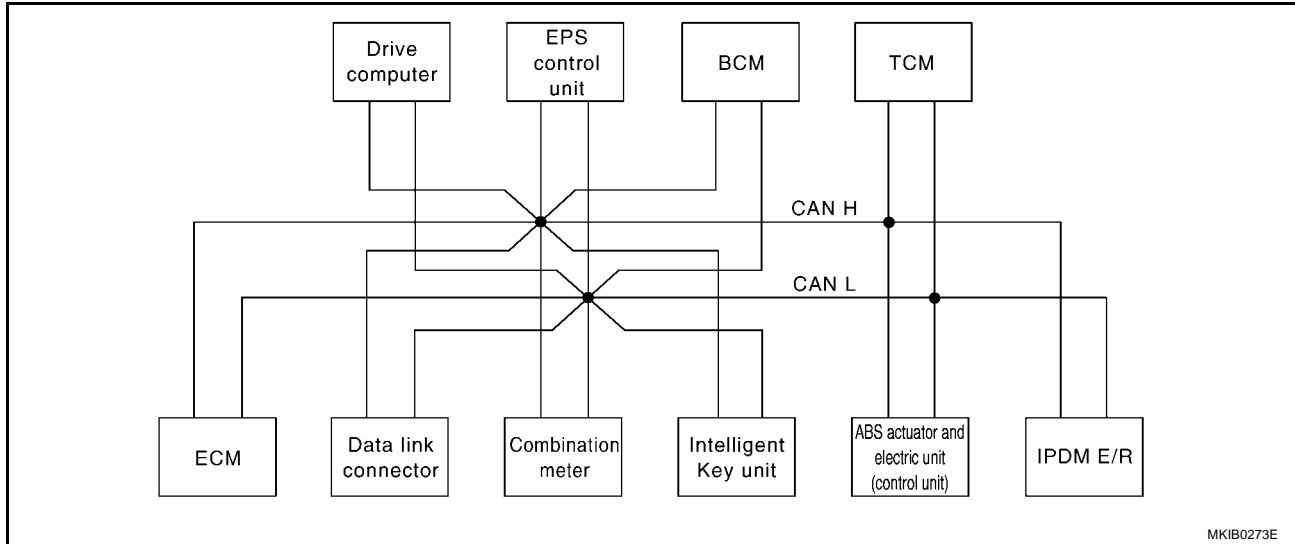 Drive
computer
EPS
control
unit
BCM
TCM
CAN H
CAN L
ECM
Data link
connector
Combination
meter
Intelligent
Key unit
ABS actuator and
electric unit
(control unit)
IPDM E/R
MKIB0273E